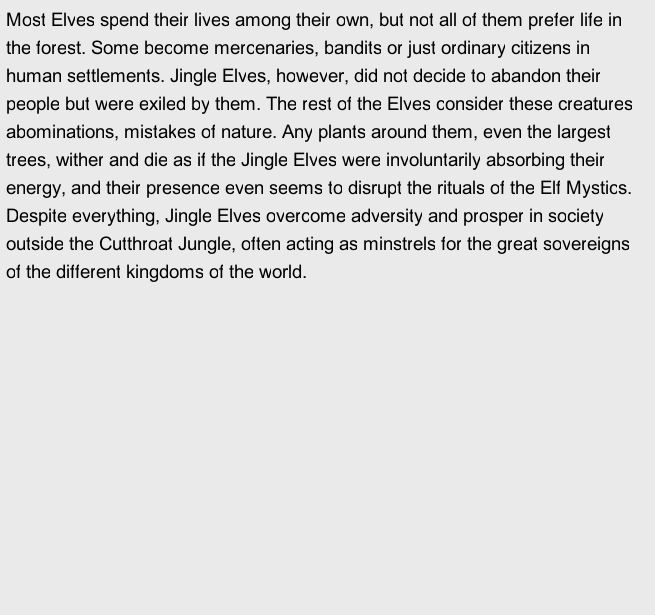 Most Elves spend their lives among their own, but not all of them prefer life in
the forest. Some become mercenaries, bandits or just ordinary citizens in
human settlements. Jingle Elves, however, did not decide to abandon their
people but were exiled by them. The rest of the Elves consider these creatures
abominations, mistakes of nature. Any plants around them, even the largest
trees, wither and die as if the Jingle Elves were involuntarily absorbing their
energy, and their presence even seems to disrupt the rituals of the Elf Mystics.
Despite everything, Jingle Elves overcome adversity and prosper in society
outside the Cutthroat Jungle, often acting as minstrels for the great sovereigns
of the different kingdoms of the world.